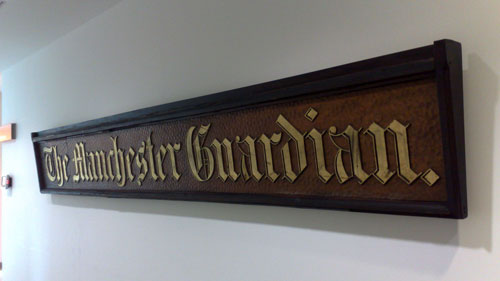 The Manchester Guardian.